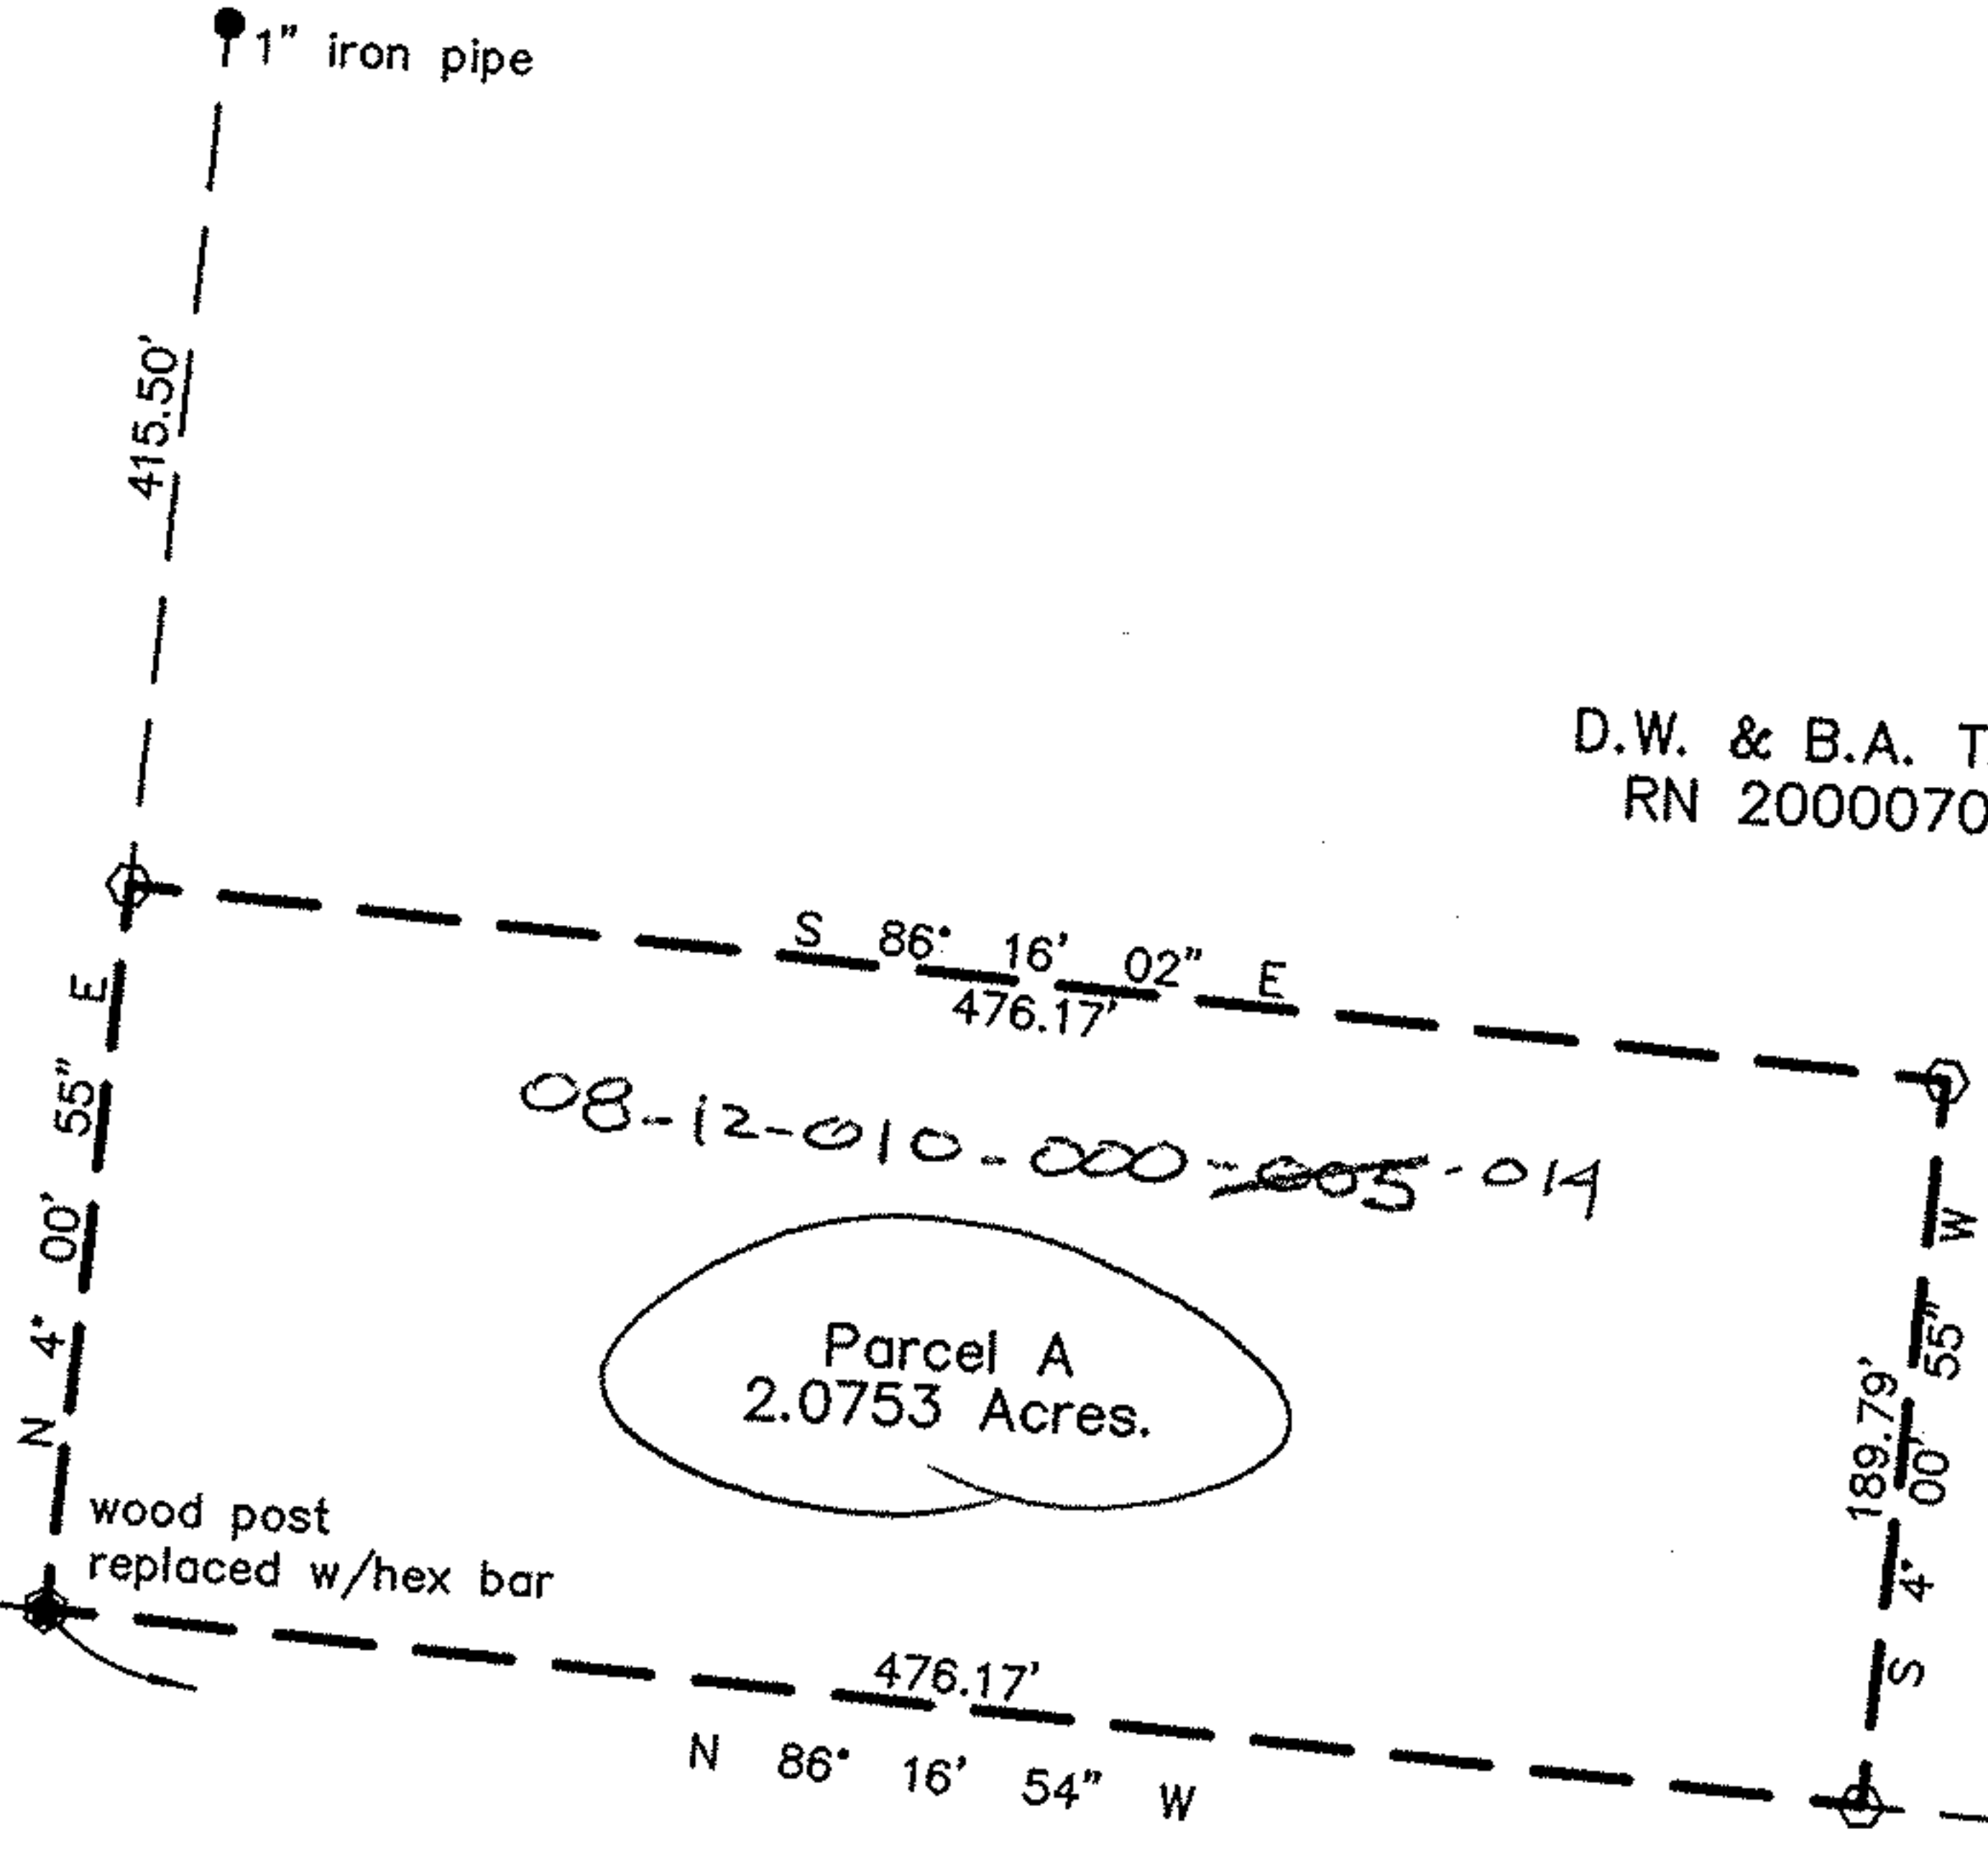 1" iron pipe
415.50'
D.W. & B.A. T
RN 2000070
S 86° 16' 02" E
476.17'
N 4° 00' 55" E
08-12-010-000-005-014
S 4° 00' 55" W
189.79'
Parcel A
2.0753 Acres.
wood post
replaced w/hex bar
476.17'
N 86° 16' 54" W